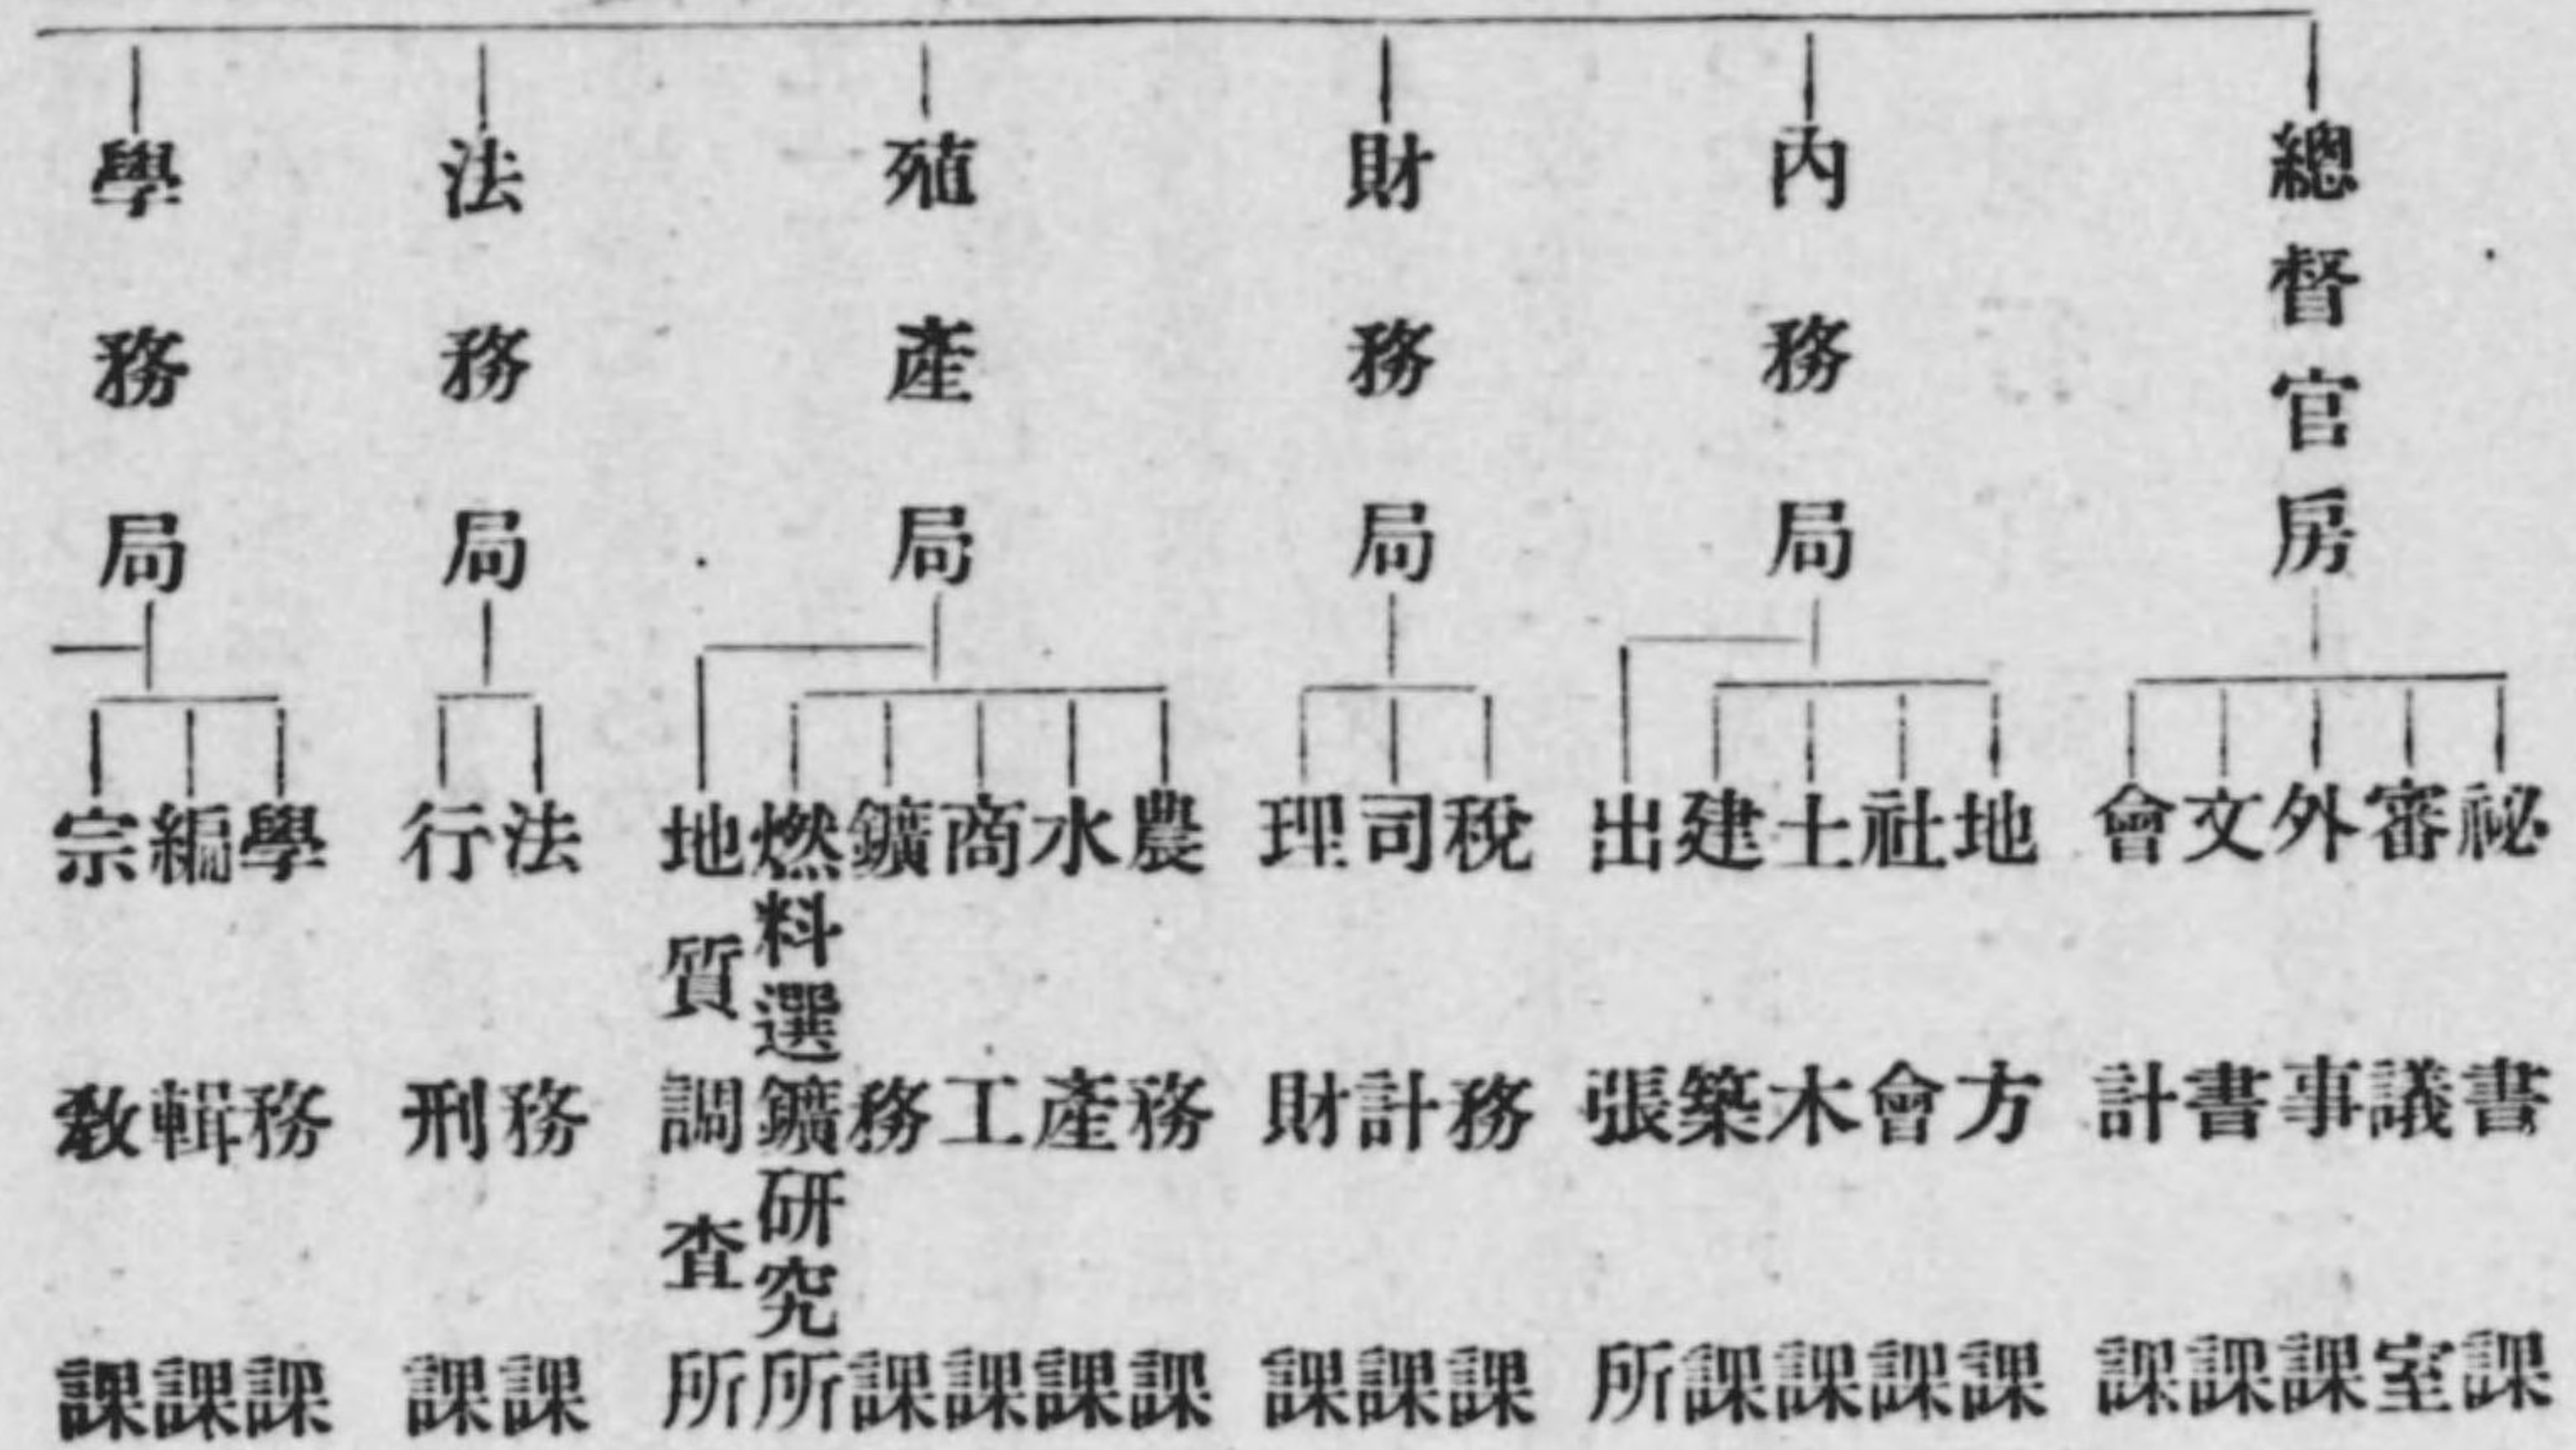 總督官房
祕書課
審議室
外事課
文書課
會計課
內務局
地方課
社會課
土木課
建築課
出張所
財務局
稅務課
司計課
理財課
殖產局
農務課
水產課
商工課
鑛務課
燃料選鑛研究所
地質調査所
法務局
法務課
行刑課
學務局
學務課
編輯課
宗敎課